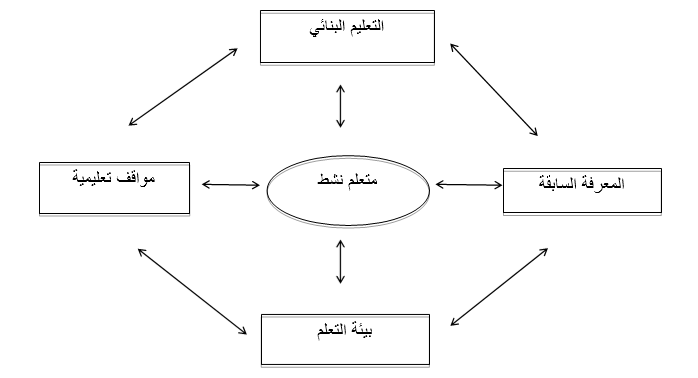 التعليم البنائي
المعرفة السابقة
متعلم نشط
مواقف تعليمية
بيئة التعلم